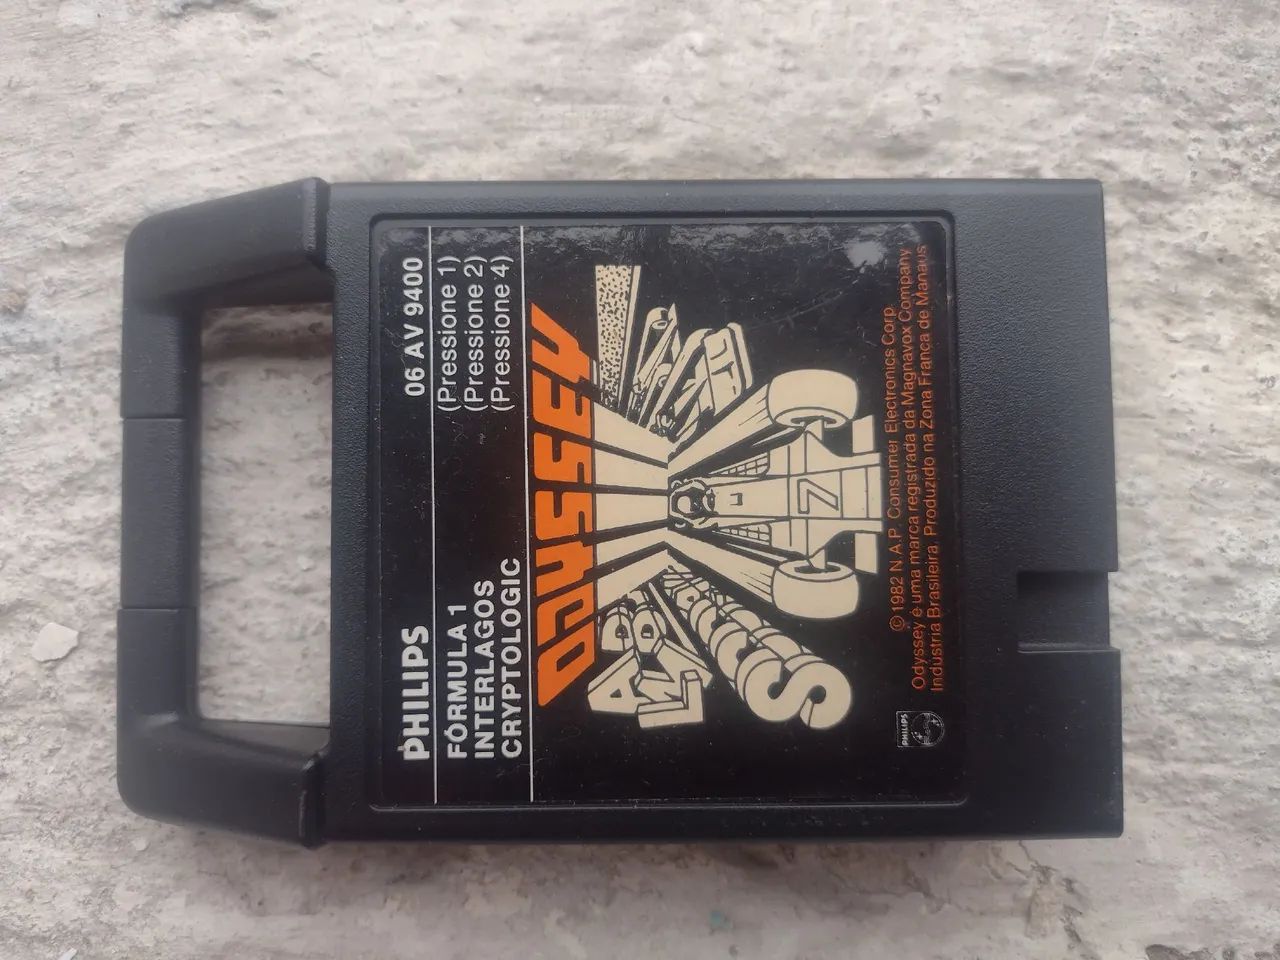 PHILIPS 06 AV 9400
FÓRMULA 1 (Pressione 1)
INTERLAGOS (Pressione 2)
CRYPTOLOGIC (Pressione 4)
ODYSSEY
7
©1982 N.A.P. Consumer Electronics Corp.
Odyssey é uma marca registrada da Magnavox Company
Indústria Brasileira, Produzido na Zona Franca de Manaus
PHILIPS